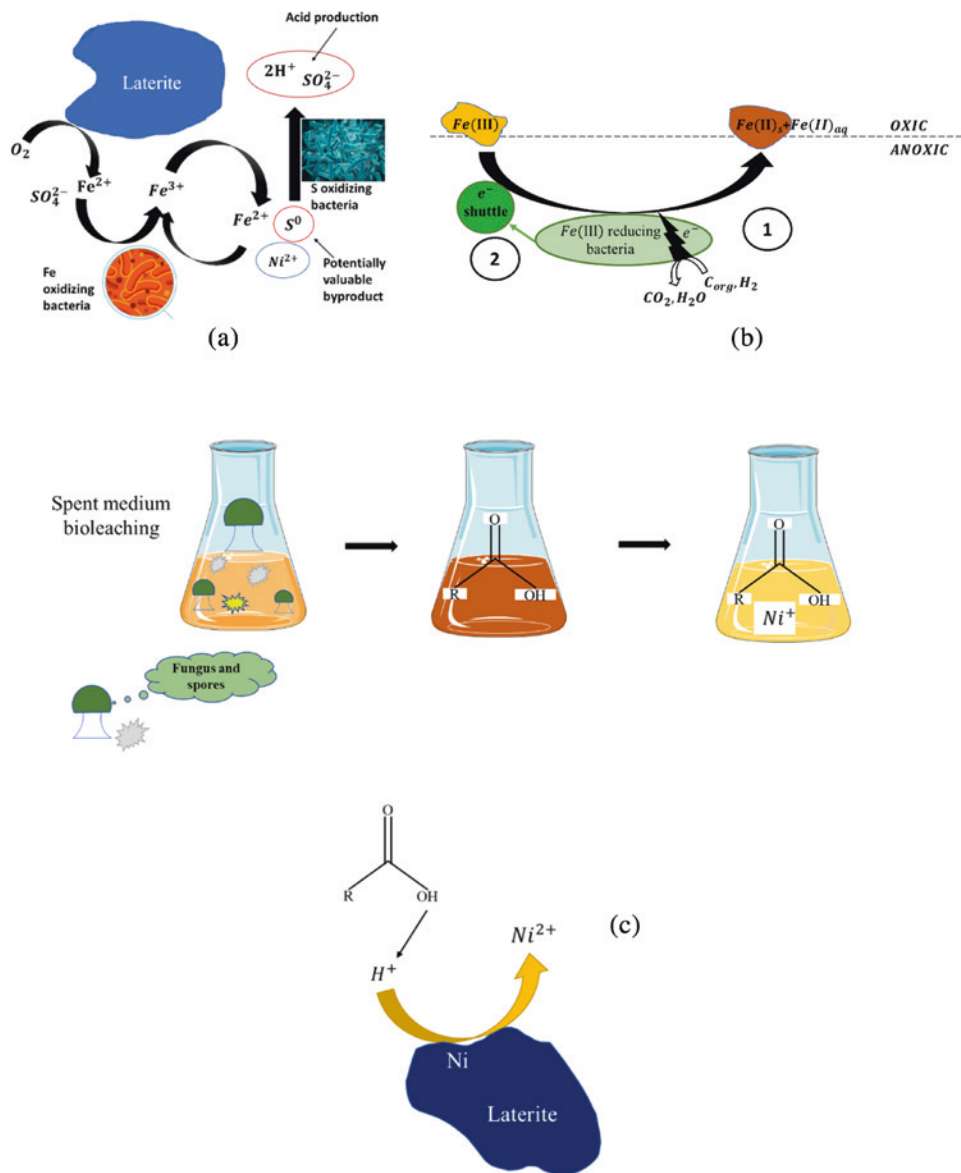 Acid production
2H⁺ SO₄²⁻
Laterite
O₂
SO₄²⁻ Fe²⁺
Fe³⁺
S oxidizing
bacteria
Fe²⁺ S⁰
Ni²⁺
Fe
oxidizing
bacteria
Potentially
valuable
byproduct
(a)
Fe(III)
Fe(II)ₛ+Fe(II)ₐq
OXIC
ANOXIC
e⁻
shuttle
Fe(III) reducing
bacteria
e⁻
1
2
C_org,H₂
CO₂,H₂O
(b)
Spent medium
bioleaching
O
R
OH
O
R
OH
Ni⁺
Fungus and
spores
O
R
OH
(c)
Ni²⁺
H⁺
Ni
Laterite